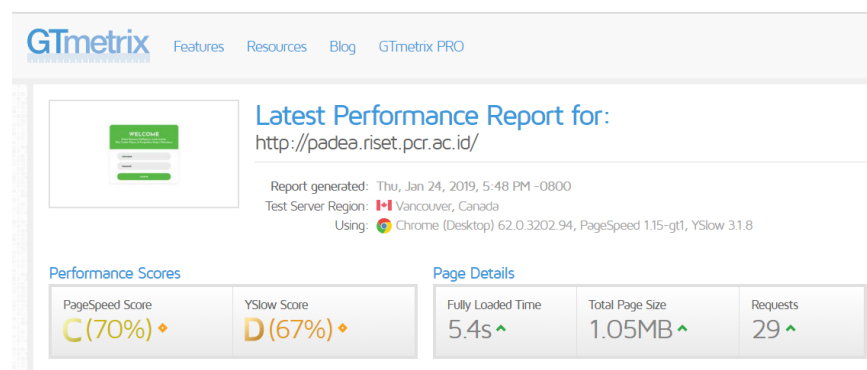 GTmetrix Features Resources Blog GTmetrix PRO
WELCOME
Latest Performance Report for:
http://padea.riset.pcr.ac.id/
Report generated: Thu, Jan 24, 2019, 5:48 PM -0800
Test Server Region: Vancouver, Canada
Using: Chrome (Desktop) 62.0.3202.94, PageSpeed 1.15-gt1, YSlow 3.1.8
Performance Scores
PageSpeed Score
C (70%)
YSlow Score
D (67%)
Page Details
Fully Loaded Time
5.4s
Total Page Size
1.05MB
Requests
29